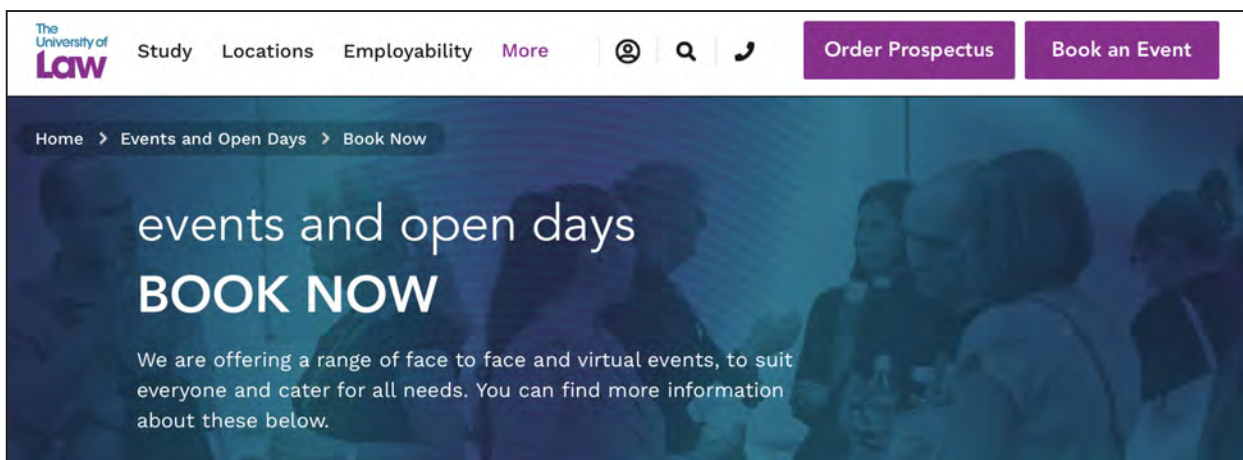 The
University of
Law
Study Locations Employability More Order Prospectus Book an Event
Home > Events and Open Days > Book Now
events and open days
BOOK NOW
We are offering a range of face to face and virtual events, to suit
everyone and cater for all needs. You can find more information
about these below.